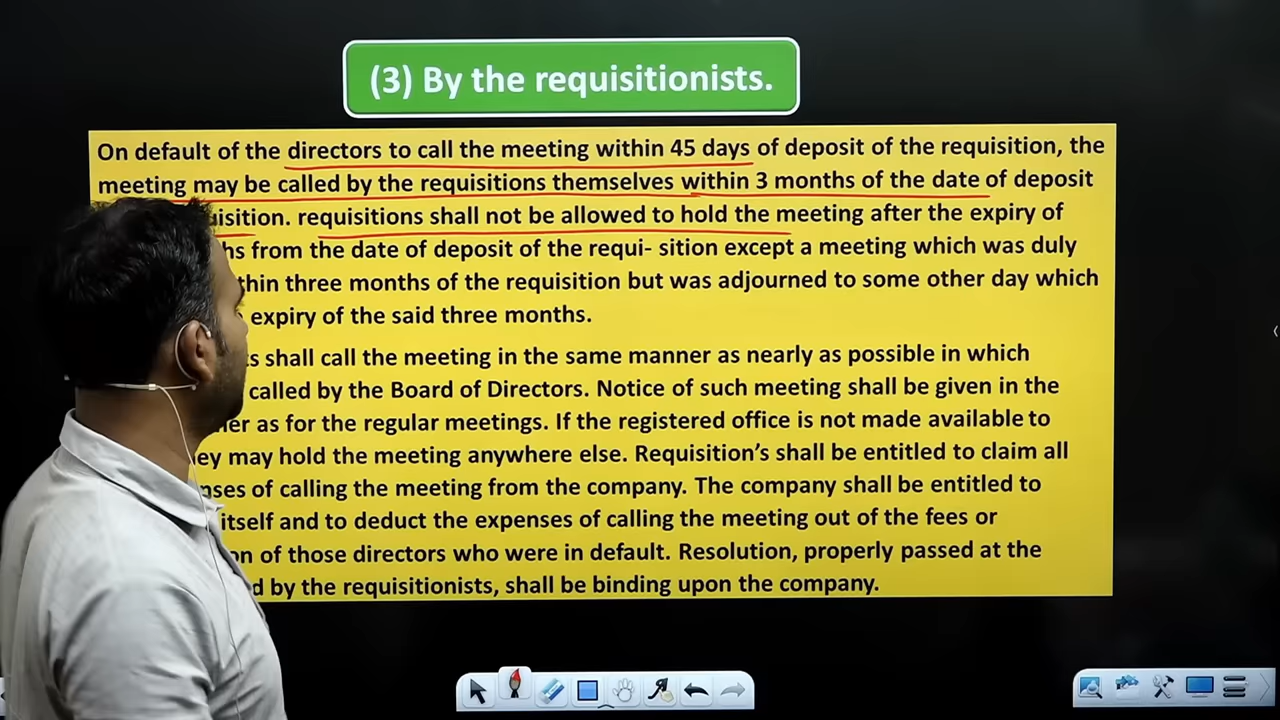 (3) By the requisitionists.
On default of the directors to call the meeting within 45 days of deposit of the requisition, the
meeting may be called by the requisitions themselves within 3 months of the date of deposit
requisitions shall not be allowed to hold the meeting after the expiry of
from the date of deposit of the requi- sition except a meeting which was duly
three months of the requisition but was adjourned to some other day which
expiry of the said three months.
shall call the meeting in the same manner as nearly as possible in which
called by the Board of Directors. Notice of such meeting shall be given in the
as for the regular meetings. If the registered office is not made available to
may hold the meeting anywhere else. Requisition's shall be entitled to claim all
of calling the meeting from the company. The company shall be entitled to
itself and to deduct the expenses of calling the meeting out of the fees or
of those directors who were in default. Resolution, properly passed at the
by the requisitionists, shall be binding upon the company.